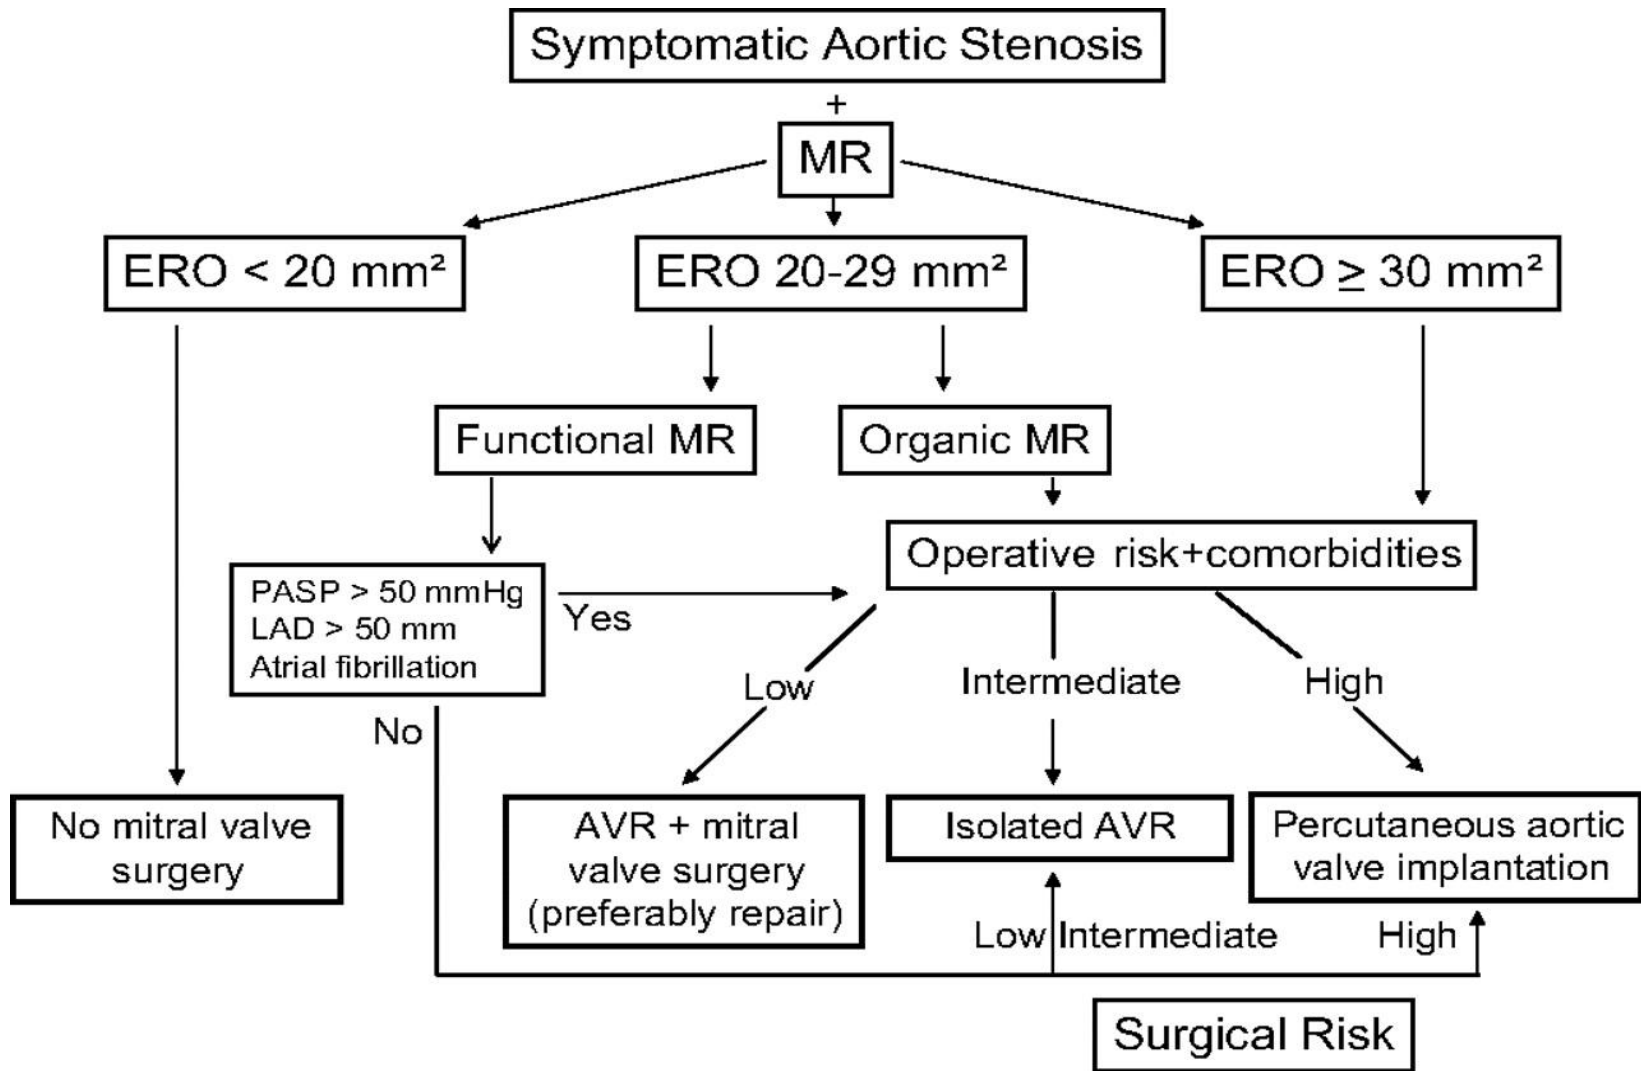 Symptomatic Aortic Stenosis
+
MR
ERO < 20 mm²
ERO 20-29 mm²
ERO ≥ 30 mm²
Functional MR
Organic MR
Operative risk+comorbidities
PASP > 50 mmHg
LAD > 50 mm
Atrial fibrillation
Yes
No
Low
Intermediate
High
No mitral valve
surgery
AVR + mitral
valve surgery
(preferably repair)
Isolated AVR
Percutaneous aortic
valve implantation
Low
Intermediate
High
Surgical Risk